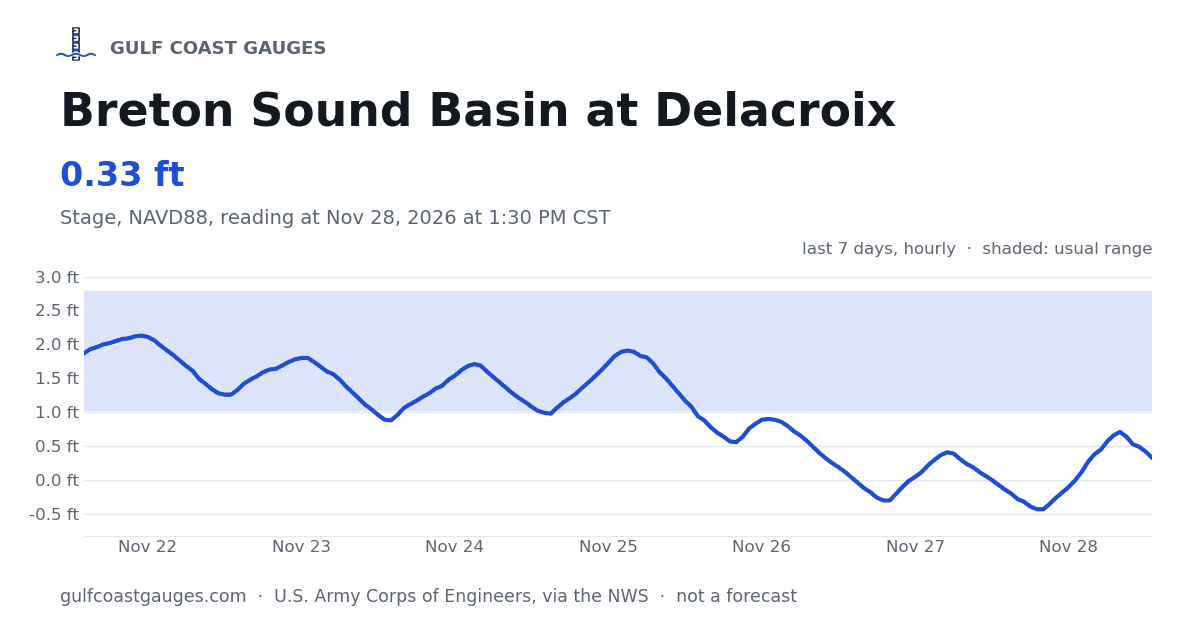 GULF COAST GAUGES
Breton Sound Basin at Delacroix
0.33 ft
Stage, NAVD88, reading at Nov 28, 2026 at 1:30 PM CST
last 7 days, hourly · shaded: usual range
3.0 ft
2.5 ft
2.0 ft
1.5 ft
1.0 ft
0.5 ft
0.0 ft
-0.5 ft
Nov 22 Nov 23 Nov 24 Nov 25 Nov 26 Nov 27 Nov 28
gulfcoastgauges.com · U.S. Army Corps of Engineers, via the NWS · not a forecast